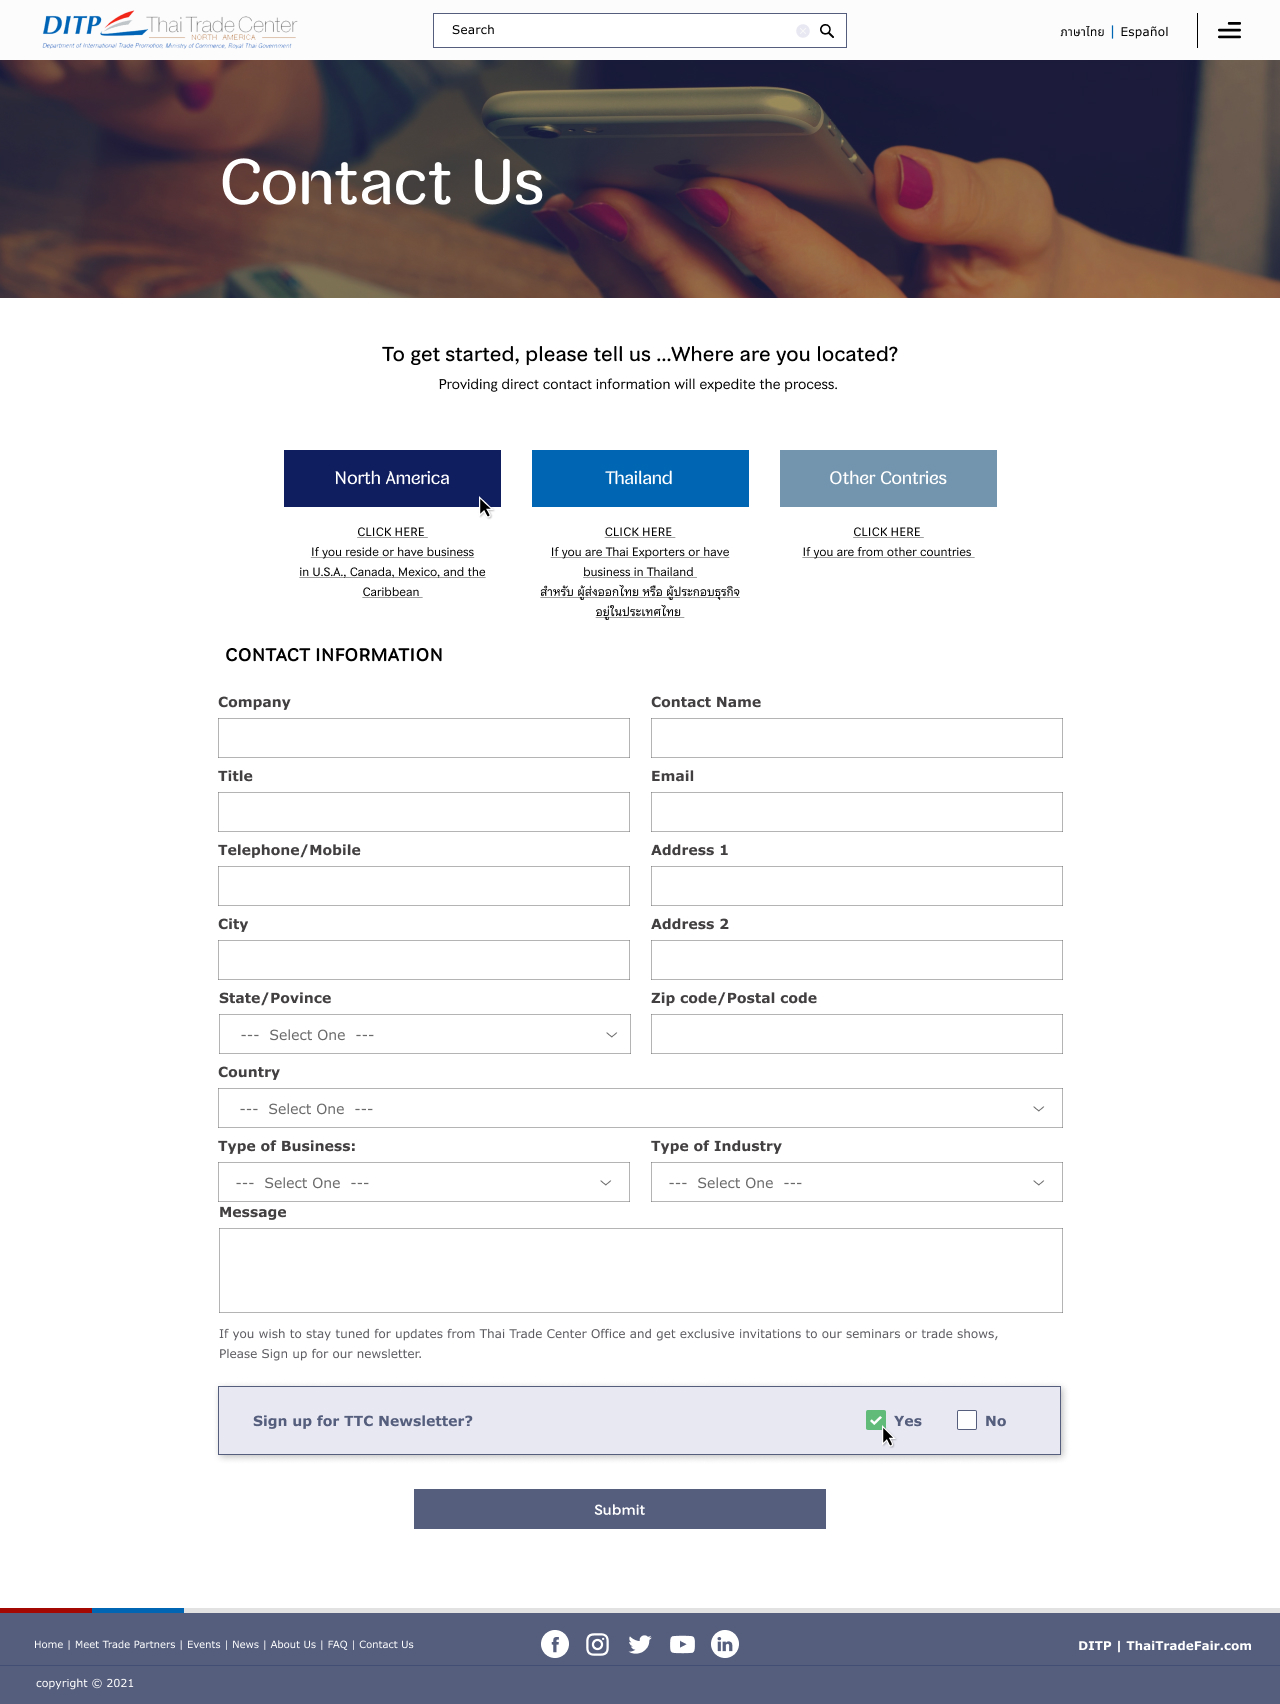 DITP Thai Trade Center
NORTH AMERICA
Department of International Trade Promotion, Ministry of Commerce, Royal Thai Government
Search
ภาษาไทย | Español
Contact Us
To get started, please tell us ...Where are you located?
Providing direct contact information will expedite the process.
North America
Thailand
Other Contries
CLICK HERE
If you reside or have business
in U.S.A., Canada, Mexico, and the
Caribbean
CLICK HERE
If you are Thai Exporters or have
business in Thailand
สำหรับ ผู้ส่งออกไทย หรือ ผู้ประกอบธุรกิจ
อยู่ในประเทศไทย
CLICK HERE
If you are from other countries
CONTACT INFORMATION
Company
Contact Name
Title
Email
Telephone/Mobile
Address 1
City
Address 2
State/Povince
Zip code/Postal code
--- Select One ---
Country
--- Select One ---
Type of Business:
Type of Industry
--- Select One ---
--- Select One ---
Message
If you wish to stay tuned for updates from Thai Trade Center Office and get exclusive invitations to our seminars or trade shows,
Please Sign up for our newsletter.
Sign up for TTC Newsletter?
Yes
No
Submit
Home | Meet Trade Partners | Events | News | About Us | FAQ | Contact Us
DITP | ThaiTradeFair.com
copyright © 2021